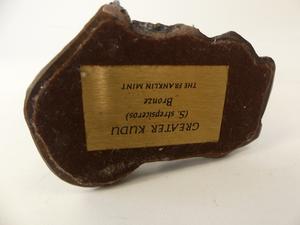 GREATER KUDU
(S. strepsiceros)
Bronze
THE FRANKLIN MINT